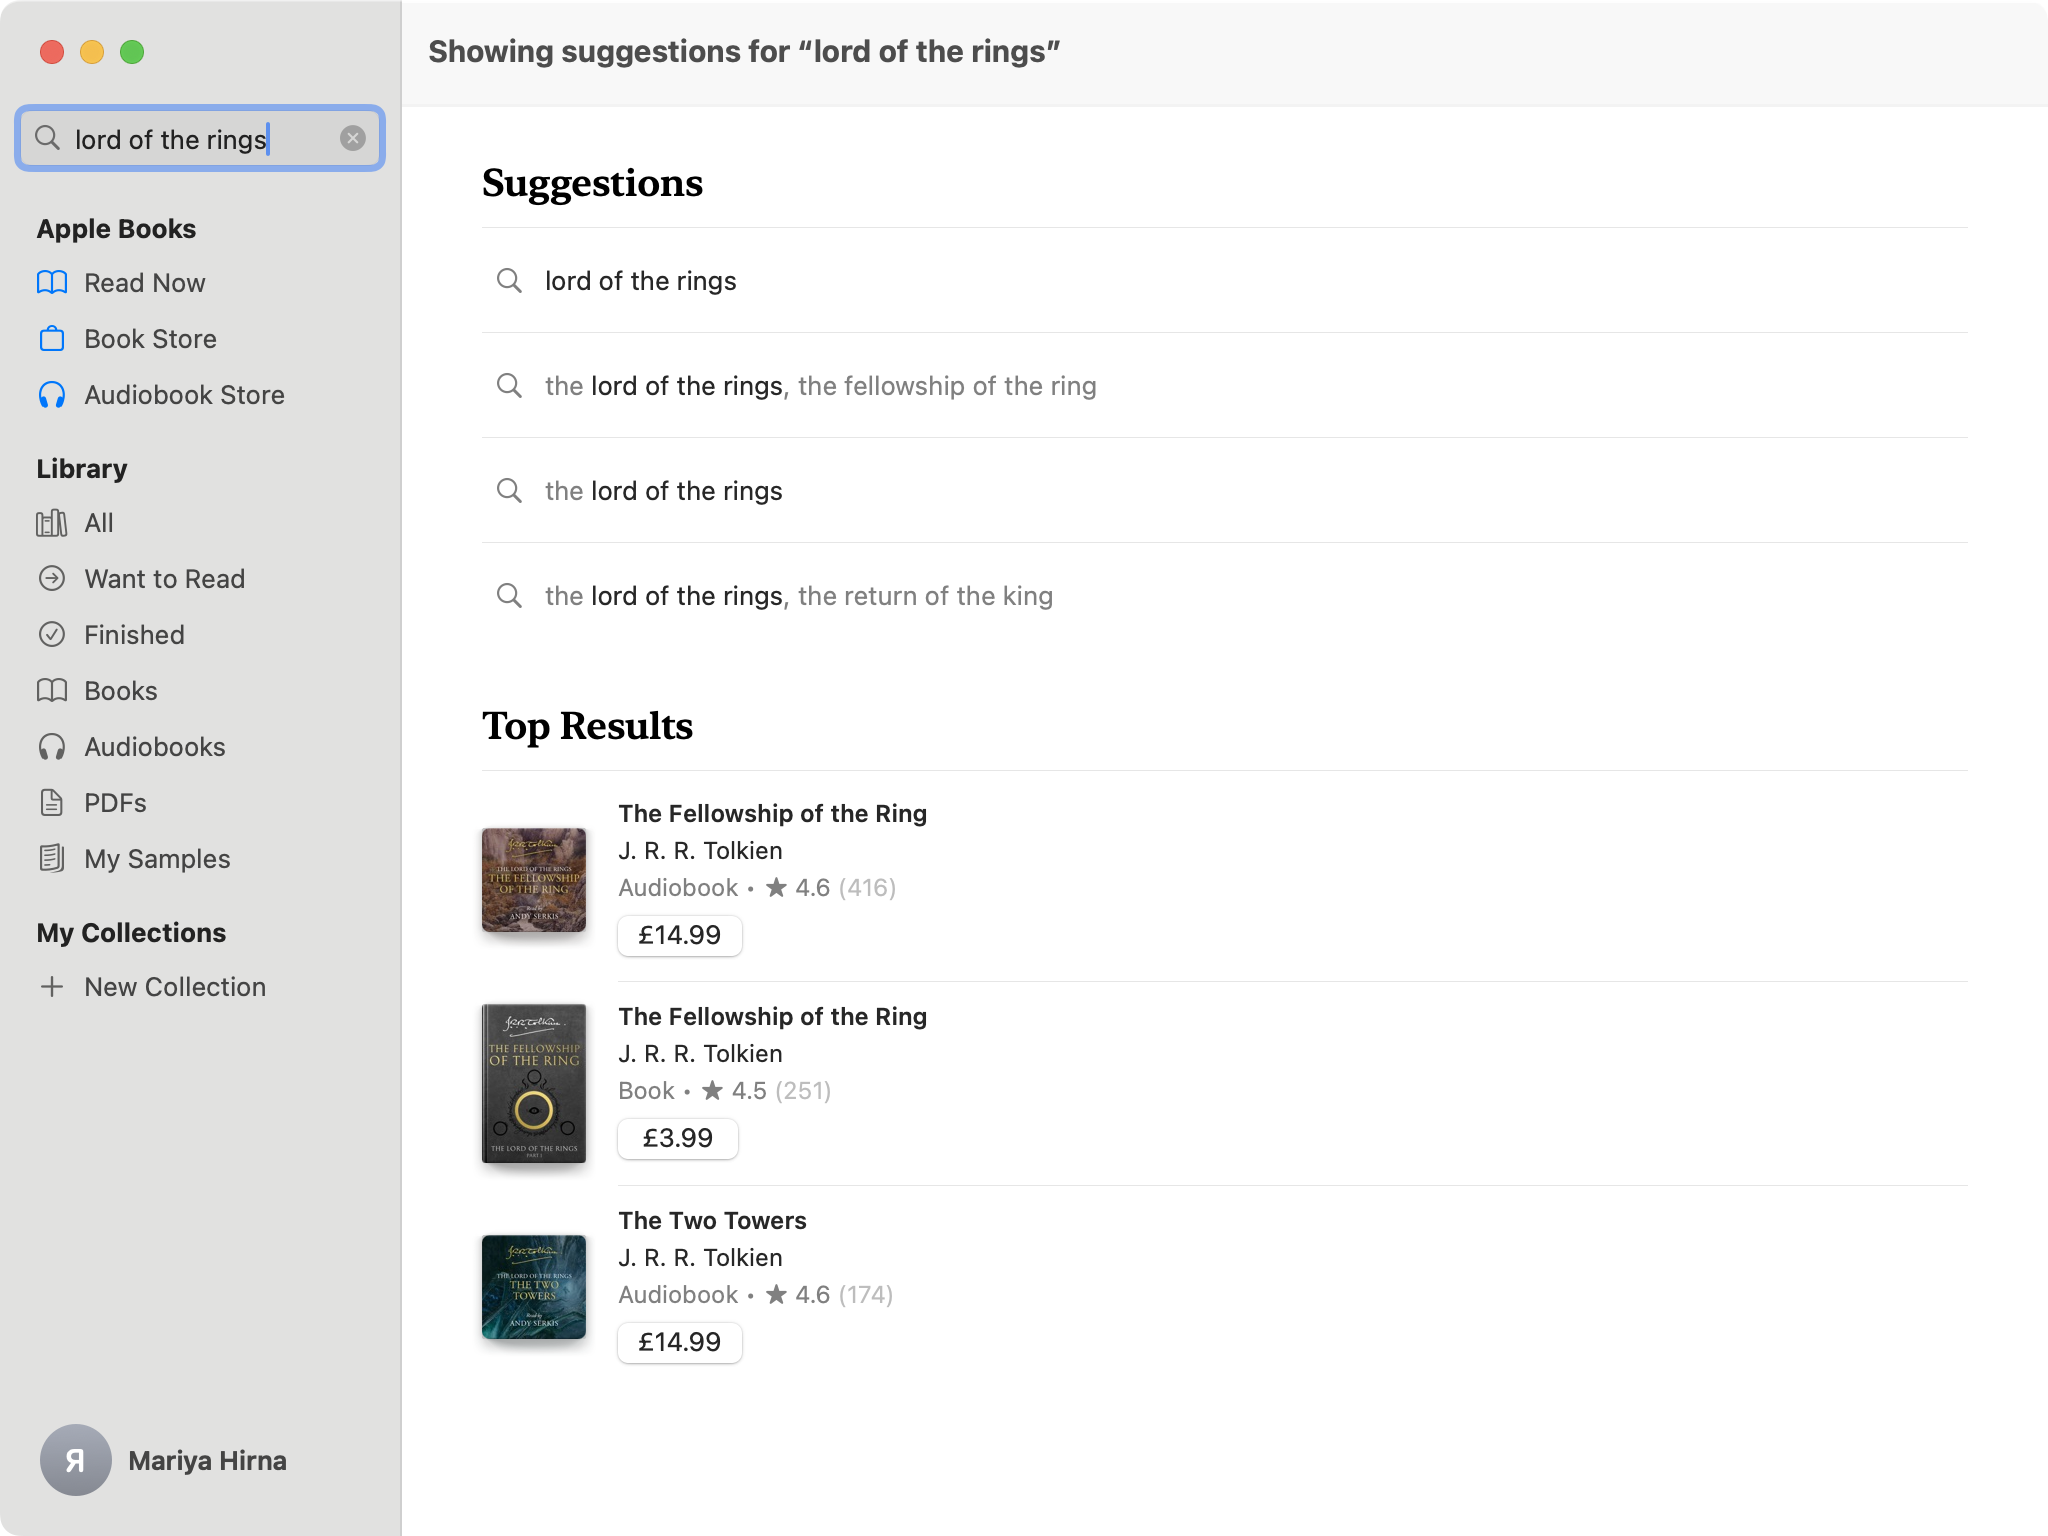 Showing suggestions for “lord of the rings”
lord of the rings
Apple Books
Read Now
Book Store
Audiobook Store
Library
All
Want to Read
Finished
Books
Audiobooks
PDFs
My Samples
My Collections
New Collection
Я
Mariya Hirna
Suggestions
lord of the rings
the lord of the rings, the fellowship of the ring
the lord of the rings
the lord of the rings, the return of the king
Top Results
THE LORD OF THE RINGS
THE FELLOWSHIP
OF THE RING
Read by
ANDY SERKIS
The Fellowship of the Ring
J. R. R. Tolkien
Audiobook • ★ 4.6 (416)
£14.99
THE FELLOWSHIP
OF THE RING
THE LORD OF THE RINGS
PART I
The Fellowship of the Ring
J. R. R. Tolkien
Book • ★ 4.5 (251)
£3.99
THE LORD OF THE RINGS
THE TWO
TOWERS
Read by
ANDY SERKIS
The Two Towers
J. R. R. Tolkien
Audiobook • ★ 4.6 (174)
£14.99